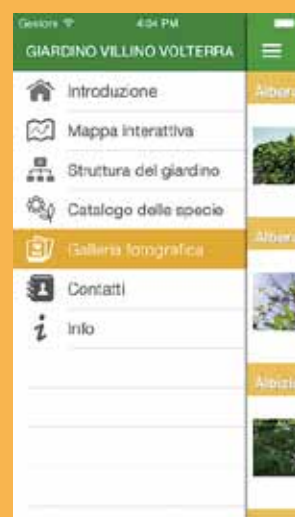 Gestore 4:04 PM
GIARDINO VILLINO VOLTERRA
Introduzione
Mappa interattiva
Struttura del giardino
Catalogo delle specie
Galleria fotografica
Contatti
Info